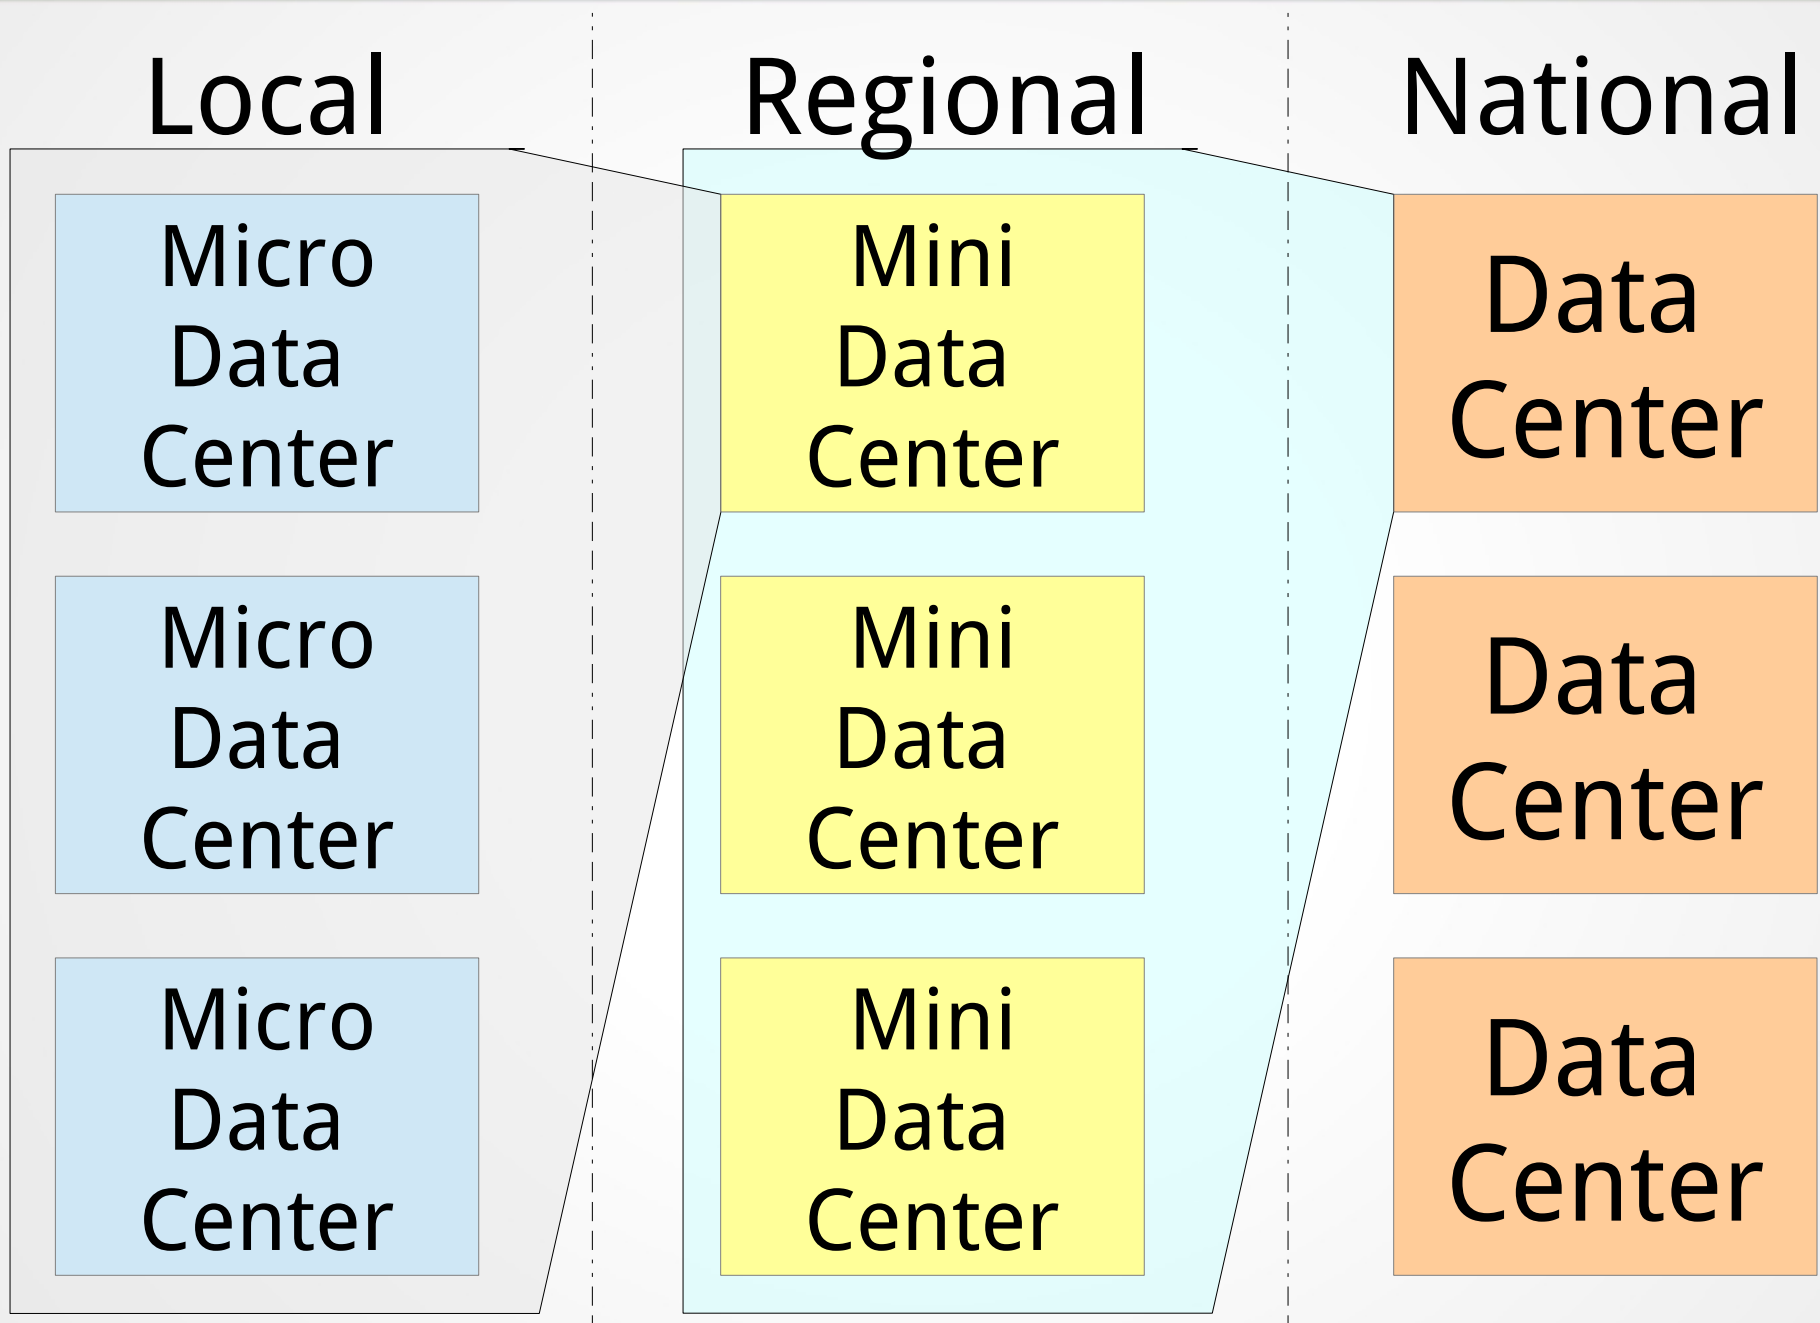 Local
Regional
National
Micro
Data
Center
Mini
Data
Center
Data
Center
Micro
Data
Center
Mini
Data
Center
Data
Center
Micro
Data
Center
Mini
Data
Center
Data
Center